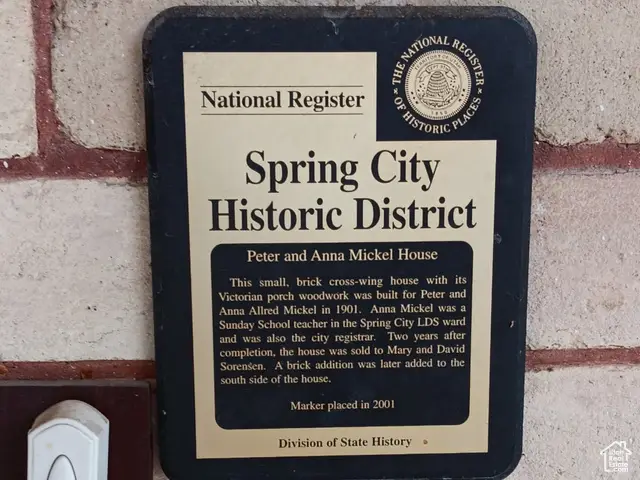 THE NATIONAL REGISTER
OF HISTORIC PLACES
National Register
Spring City
Historic District
Peter and Anna Mickel House
This small, brick cross-wing house with its
Victorian porch woodwork was built for Peter and
Anna Allred Mickel in 1901. Anna Mickel was a
Sunday School teacher in the Spring City LDS ward
and was also the city registrar. Two years after
completion, the house was sold to Mary and David
Sorensen. A brick addition was later added to the
south side of the house.
Marker placed in 2001
Division of State History
Utah
Real
Estate
.com